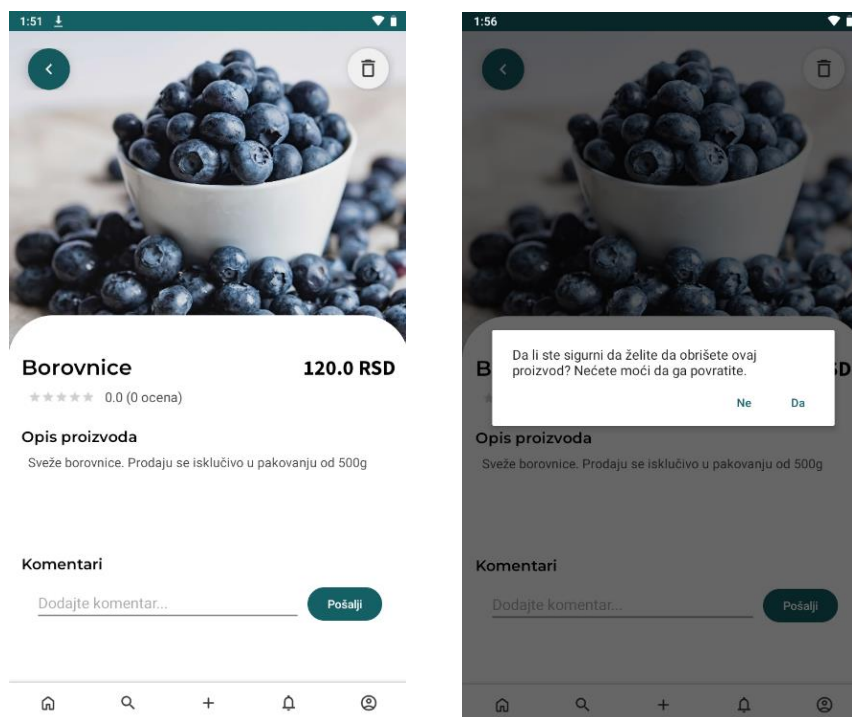 1:51
Borovnice
120.0 RSD
0.0 (0 ocena)
Opis proizvoda
Sveže borovnice. Prodaju se isključivo u pakovanju od 500g
Komentari
Dodajte komentar...
Pošalji
1:56
Da li ste sigurni da želite da obrišete ovaj
proizvod? Nećete moći da ga povratite.
Ne
Da
B
SD
Opis proizvoda
Sveže borovnice. Prodaju se isključivo u pakovanju od 500g
Komentari
Dodajte komentar...
Pošalji